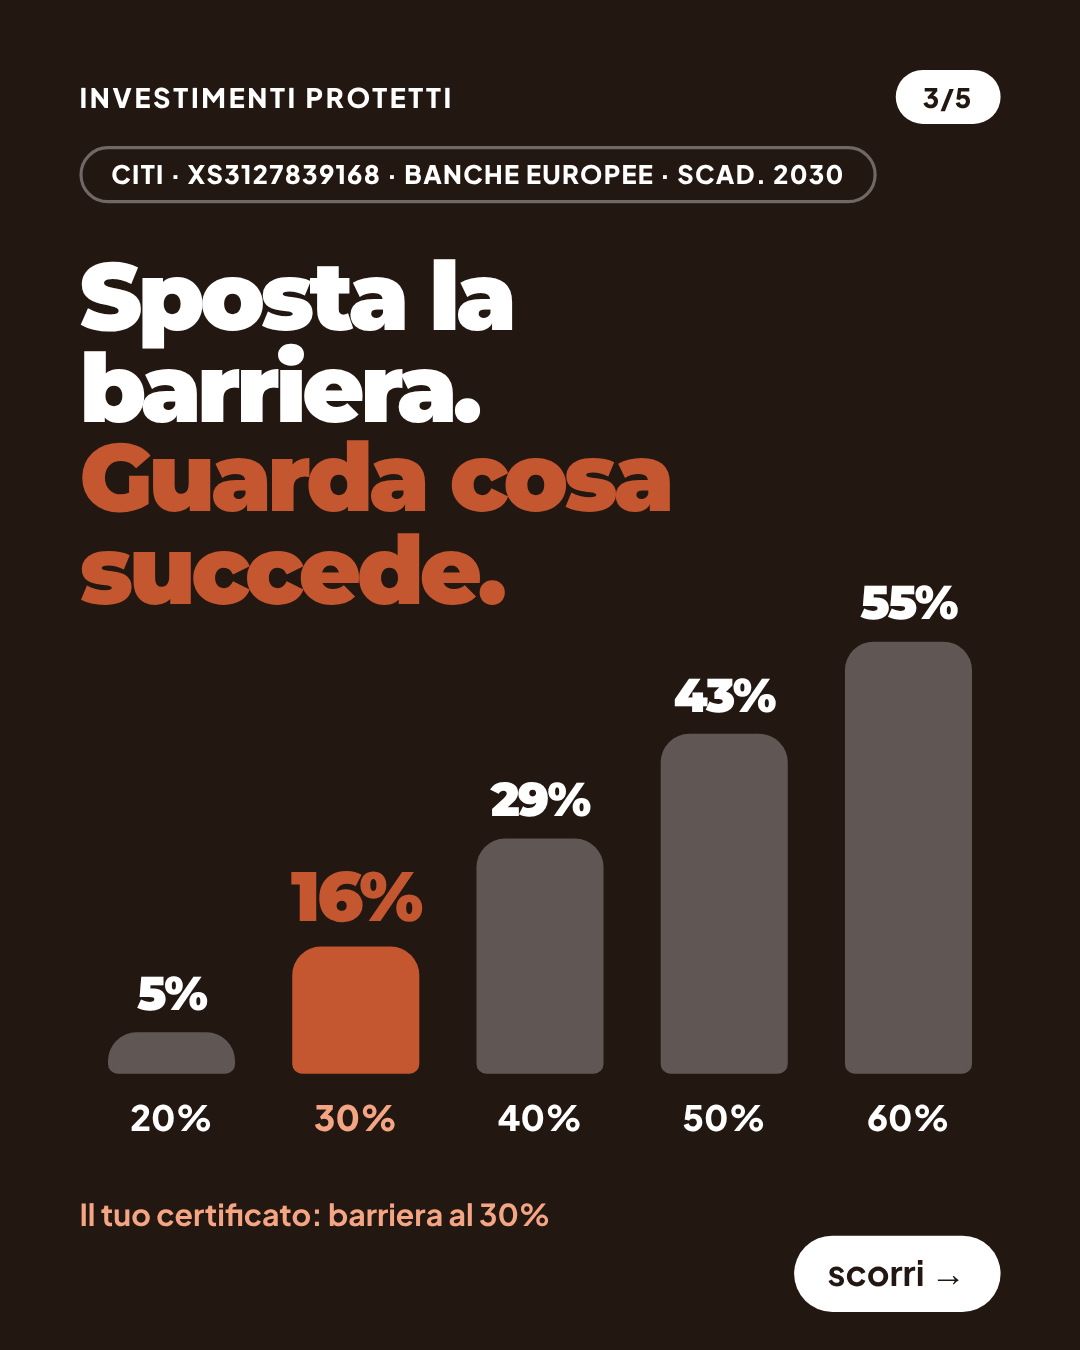 INVESTIMENTI PROTETTI
3/5
CITI · XS3127839168 · BANCHE EUROPEE · SCAD. 2030
Sposta la
barriera.
Guarda cosa
succede.
55%
43%
29%
16%
5%
20%
30%
40%
50%
60%
Il tuo certificato: barriera al 30%
scorri →